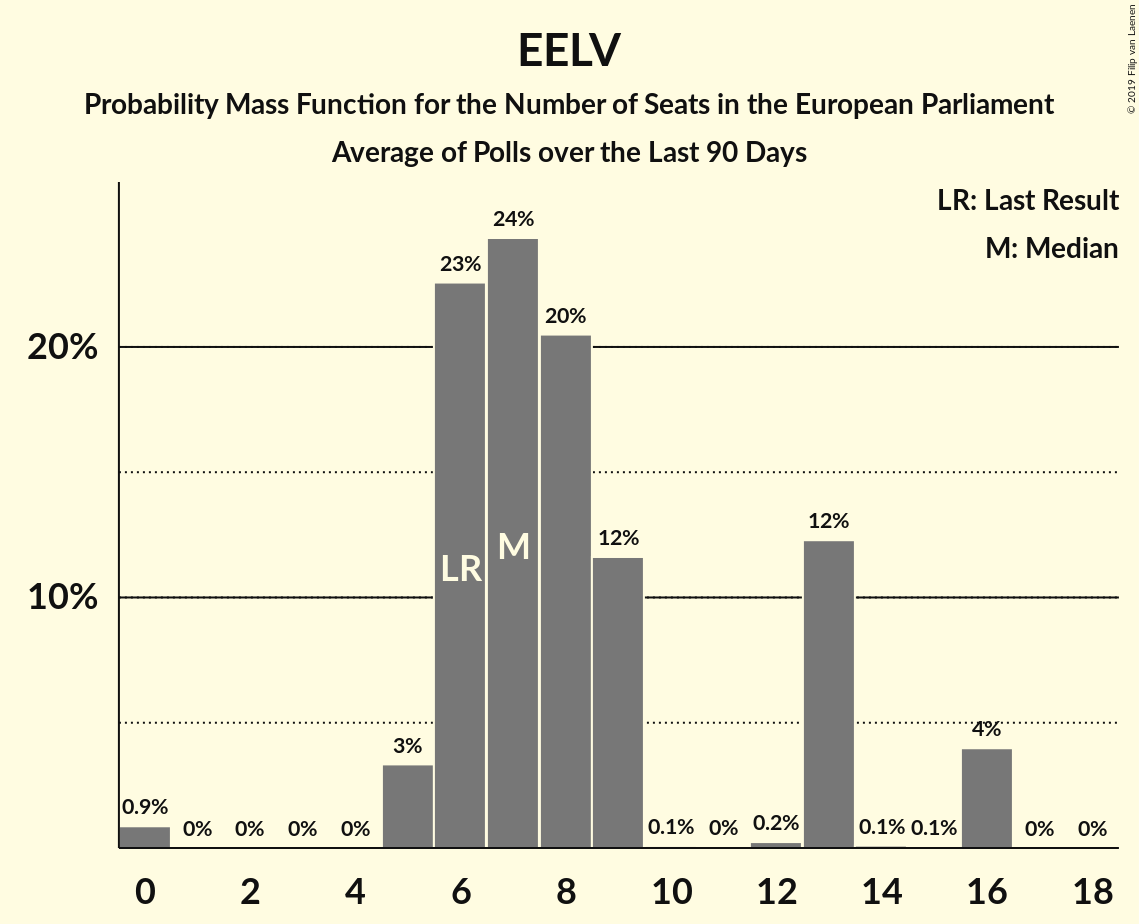 EELV
Probability Mass Function for the Number of Seats in the European Parliament
Average of Polls over the Last 90 Days
© 2019 Filip van Laenen
LR: Last Result
M: Median
20%
10%
0.9%
0%
0%
0%
0%
3%
23%
24%
20%
12%
0.1%
0%
0.2%
12%
0.1%
0.1%
4%
0%
0%
LR
M
0 2 4 6 8 10 12 14 16 18